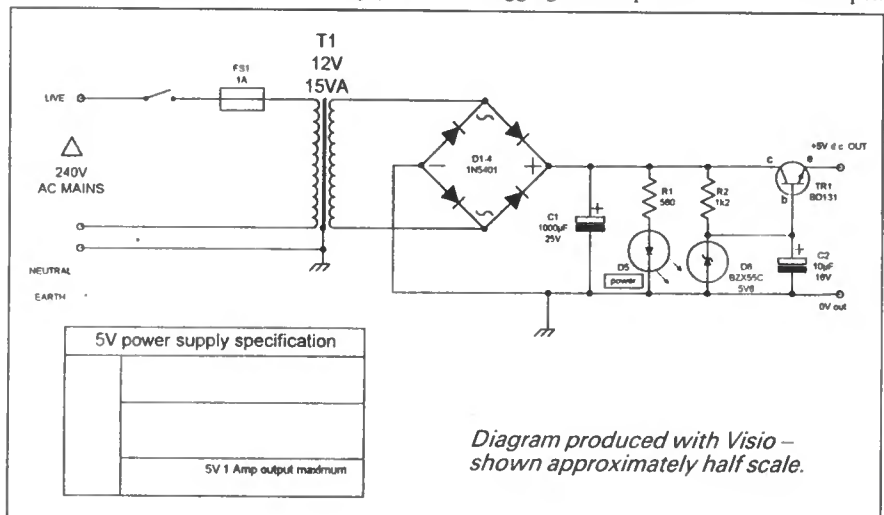 T1
12V
15VA
FS1
1A
LIVE
240V
AC MAINS
NEUTRAL
EARTH
D1-4
1N5401
C1
1000µF
25V
R1
560
D5
power
R2
1k2
D6
BZX55C
5V6
+5V d c OUT
c
e
b
TR1
BD131
C2
10µF
16V
0V out
5V power supply specification
5V 1 Amp output maximum
Diagram produced with Visio –
shown approximately half scale.